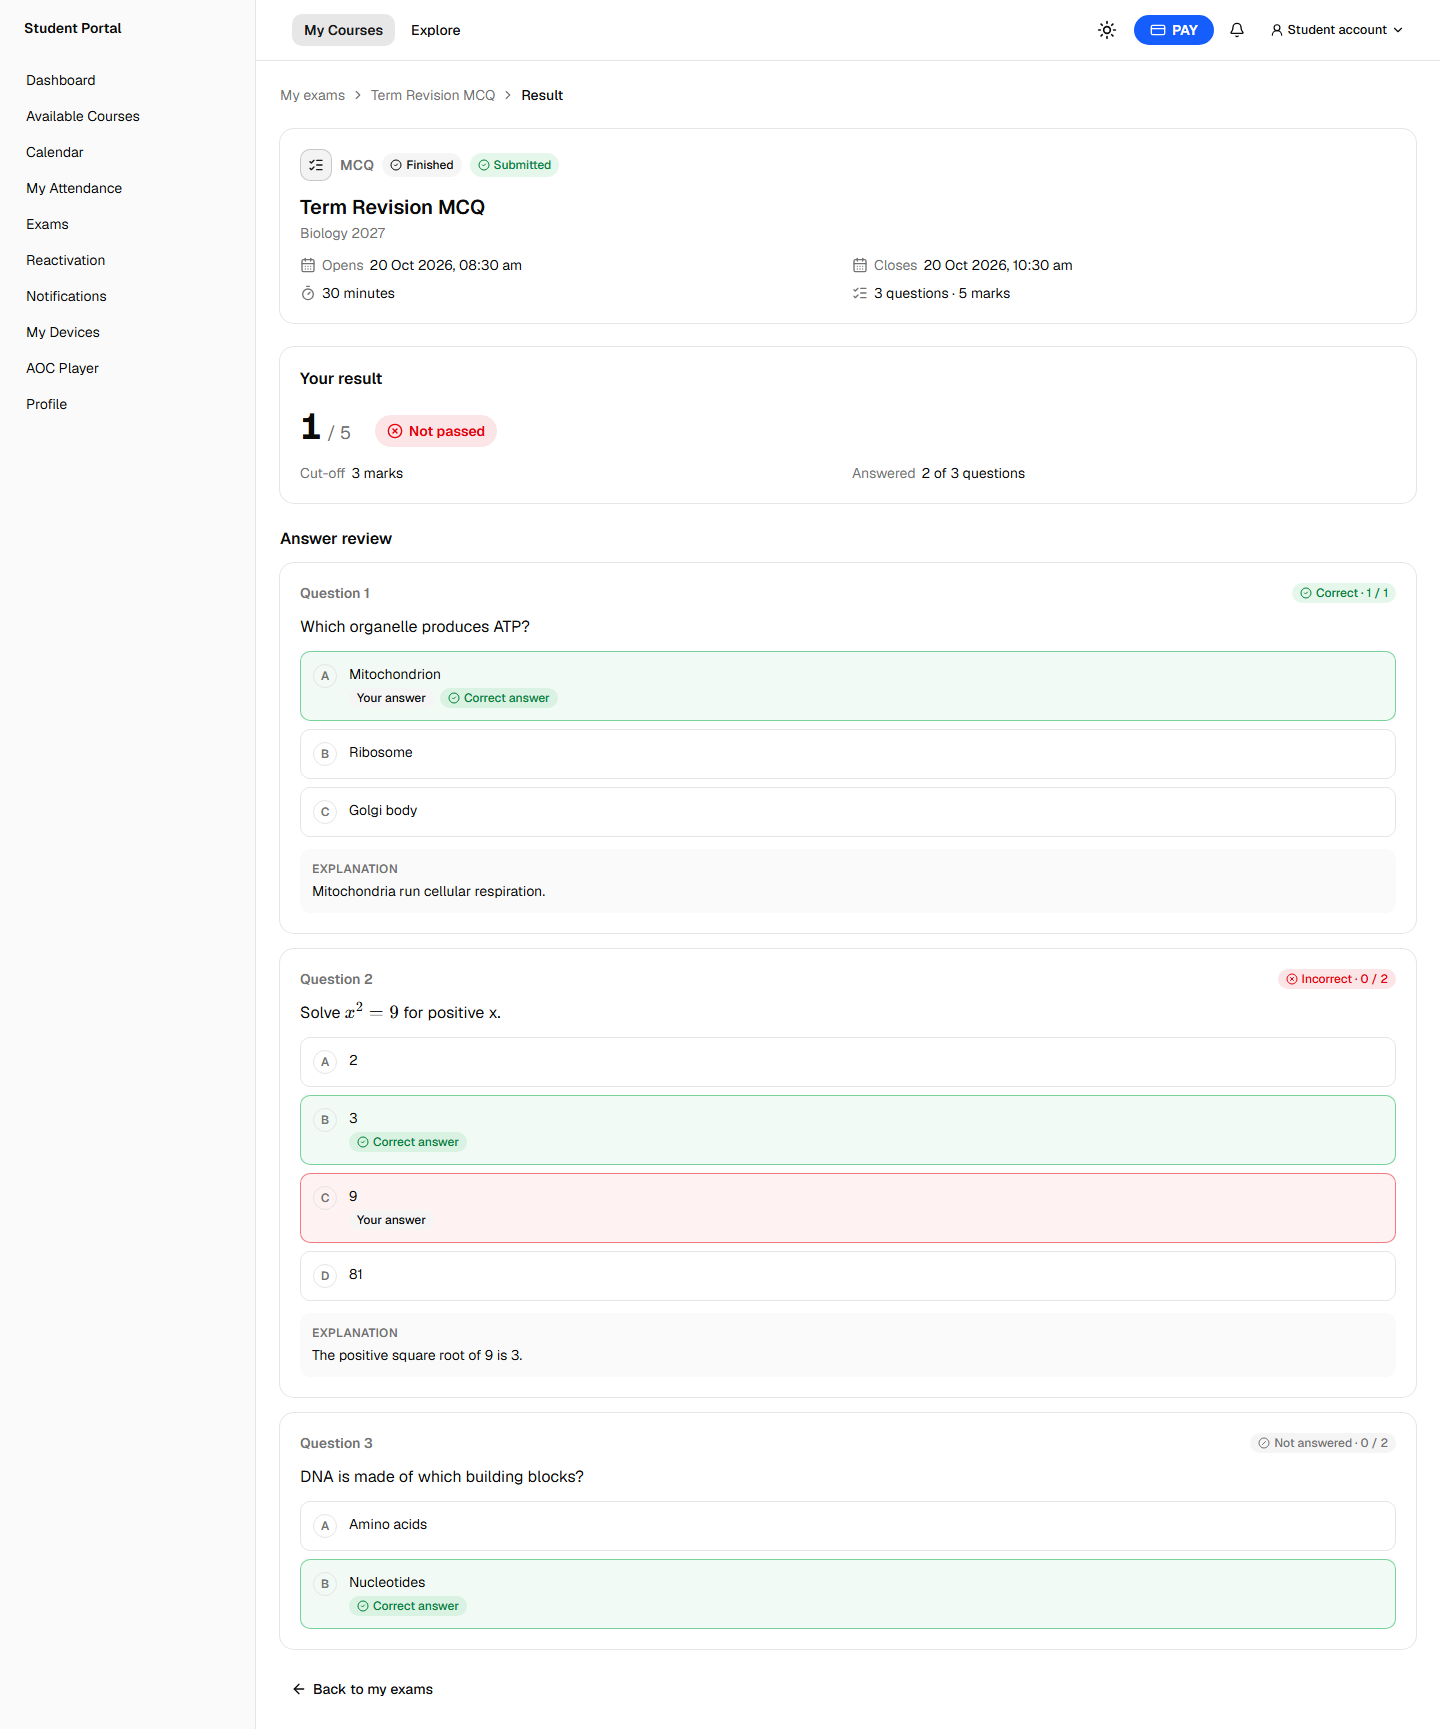 Student Portal
Dashboard
Available Courses
Calendar
My Attendance
Exams
Reactivation
Notifications
My Devices
AOC Player
Profile
My Courses Explore PAY Student account
My exams > Term Revision MCQ > Result
MCQ Finished Submitted
Term Revision MCQ
Biology 2027
Opens 20 Oct 2026, 08:30 am Closes 20 Oct 2026, 10:30 am
30 minutes 3 questions · 5 marks
Your result
1 / 5 Not passed
Cut-off 3 marks Answered 2 of 3 questions
Answer review
Question 1 Correct · 1 / 1
Which organelle produces ATP?
A Mitochondrion
Your answer Correct answer
B Ribosome
C Golgi body
EXPLANATION
Mitochondria run cellular respiration.
Question 2 Incorrect · 0 / 2
Solve x² = 9 for positive x.
A 2
B 3
Correct answer
C 9
Your answer
D 81
EXPLANATION
The positive square root of 9 is 3.
Question 3 Not answered · 0 / 2
DNA is made of which building blocks?
A Amino acids
B Nucleotides
Correct answer
Back to my exams